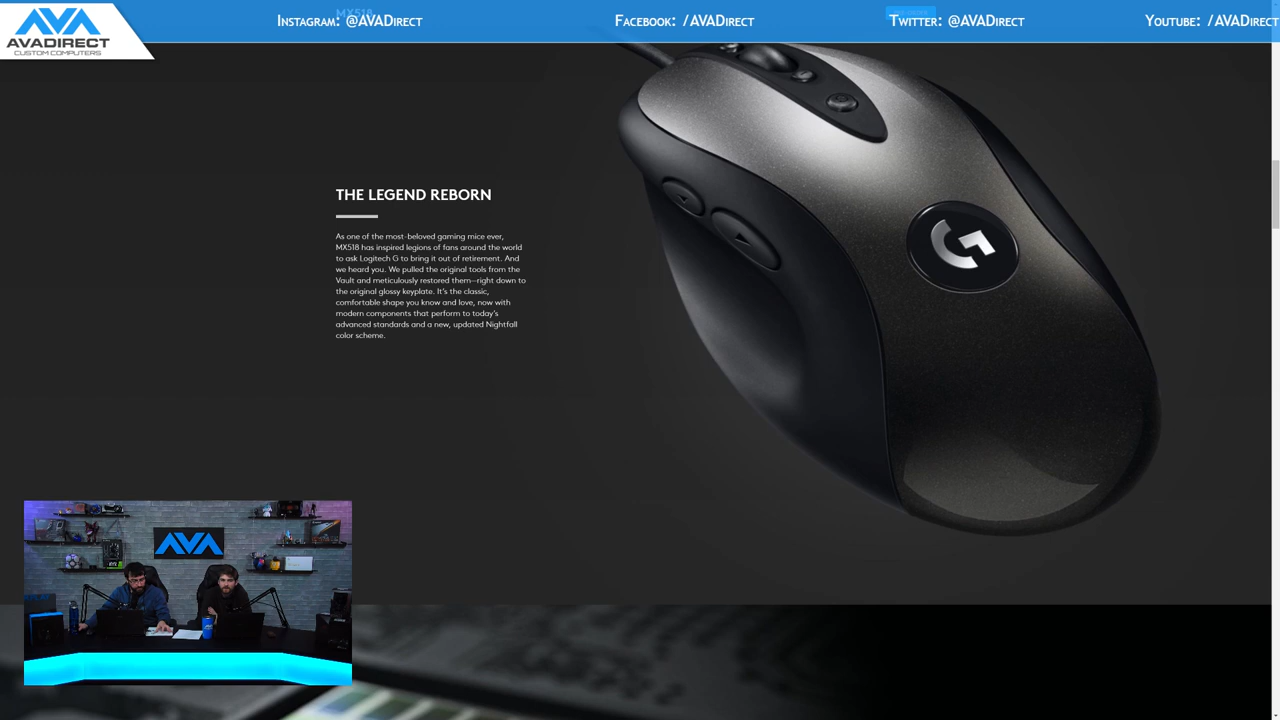 MX518
Instagram: @AVADirect
Facebook: /AVADirect
Twitter: @AVADirect
Youtube: /AVADirect
AVADIRECT
CUSTOM COMPUTERS
THE LEGEND REBORN
As one of the most-beloved gaming mice ever,
MX518 has inspired legions of fans around the world
to ask Logitech G to bring it out of retirement. And
we heard you. We pulled the original tools from the
Vault and meticulously restored them—right down to
the original glossy keyplate. It's the classic,
comfortable shape you know and love, now with
modern components that perform to today's
advanced standards and a new, updated Nightfall
color scheme.
G
AVA